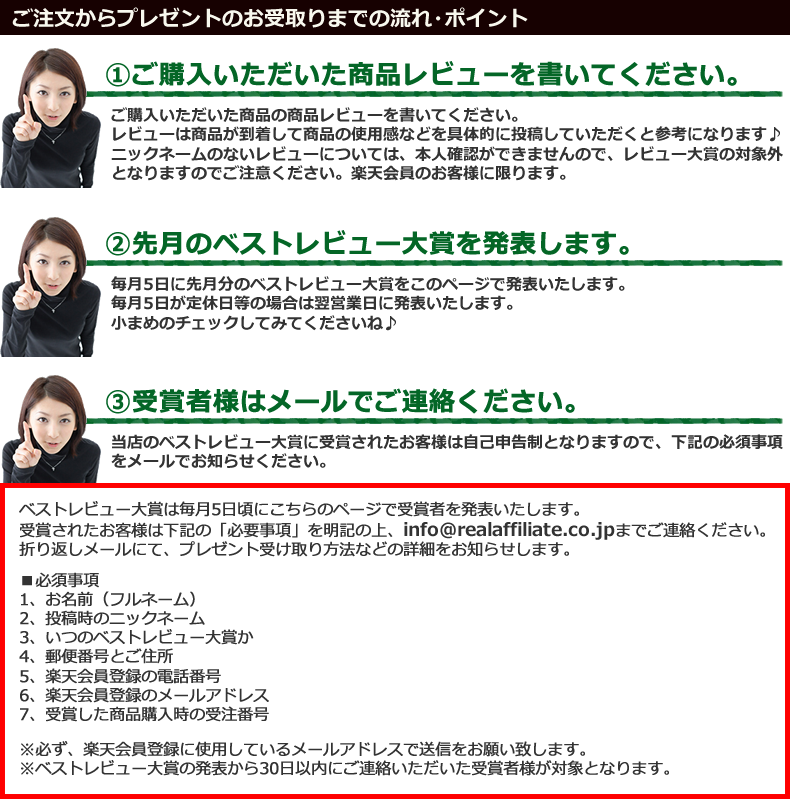 ご注文からプレゼントのお受取りまでの流れ・ポイント
①ご購入いただいた商品レビューを書いてください。
ご購入いただいた商品の商品レビューを書いてください。
レビューは商品が到着して商品の使用感などを具体的に投稿していただくと参考になります♪
ニックネームのないレビューについては、本人確認ができませんので、レビュー大賞の対象外
となりますのでご注意ください。楽天会員のお客様に限ります。
②先月のベストレビュー大賞を発表します。
毎月5日に先月分のベストレビュー大賞をこのページで発表いたします。
毎月5日が定休日等の場合は翌営業日に発表いたします。
小まめのチェックしてみてくださいね♪
③受賞者様はメールでご連絡ください。
当店のベストレビュー大賞に受賞されたお客様は自己申告制となりますので、下記の必須事項
をメールでお知らせください。
ベストレビュー大賞は毎月5日頃にこちらのページで受賞者を発表いたします。
受賞されたお客様は下記の「必要事項」を明記の上、info@realaffiliate.co.jpまでご連絡ください。
折り返しメールにて、プレゼント受け取り方法などの詳細をお知らせします。
■必須事項
1、お名前（フルネーム）
2、投稿時のニックネーム
3、いつのベストレビュー大賞か
4、郵便番号とご住所
5、楽天会員登録の電話番号
6、楽天会員登録のメールアドレス
7、受賞した商品購入時の受注番号
※必ず、楽天会員登録に使用しているメールアドレスで送信をお願い致します。
※ベストレビュー大賞の発表から30日以内にご連絡いただいた受賞者様が対象となります。